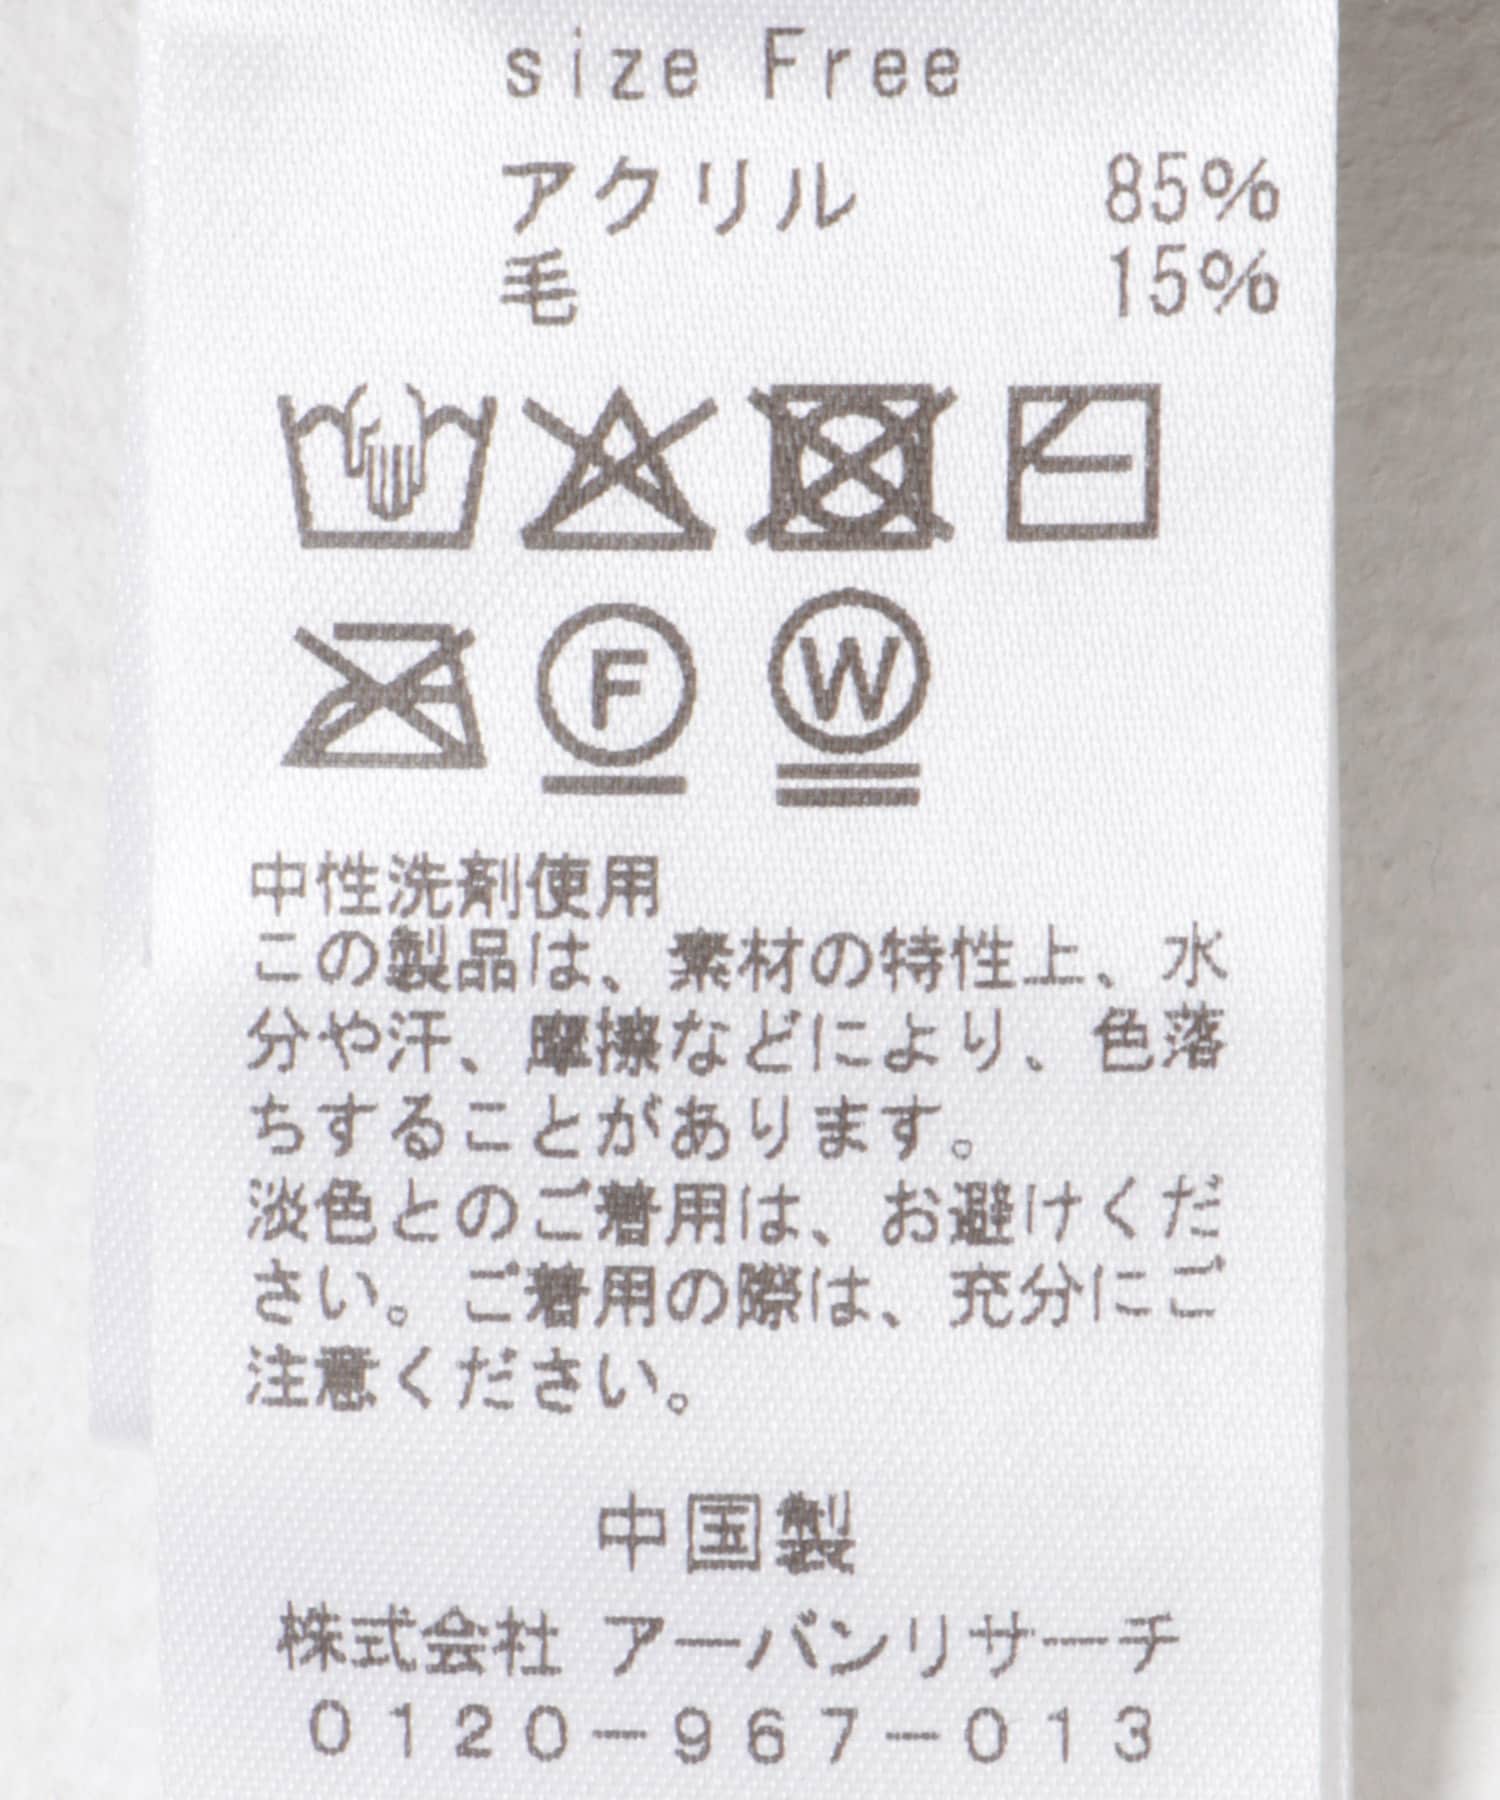 size Free
アクリル 85%
毛 15%
F W
中性洗剤使用
この製品は、素材の特性上、水
分や汗、摩擦などにより、色落
ちすることがあります。
淡色とのご着用は、お避けくだ
さい。ご着用の際は、充分にご
注意ください。
中国製
株式会社 アーバンリサーチ
0120-967-013